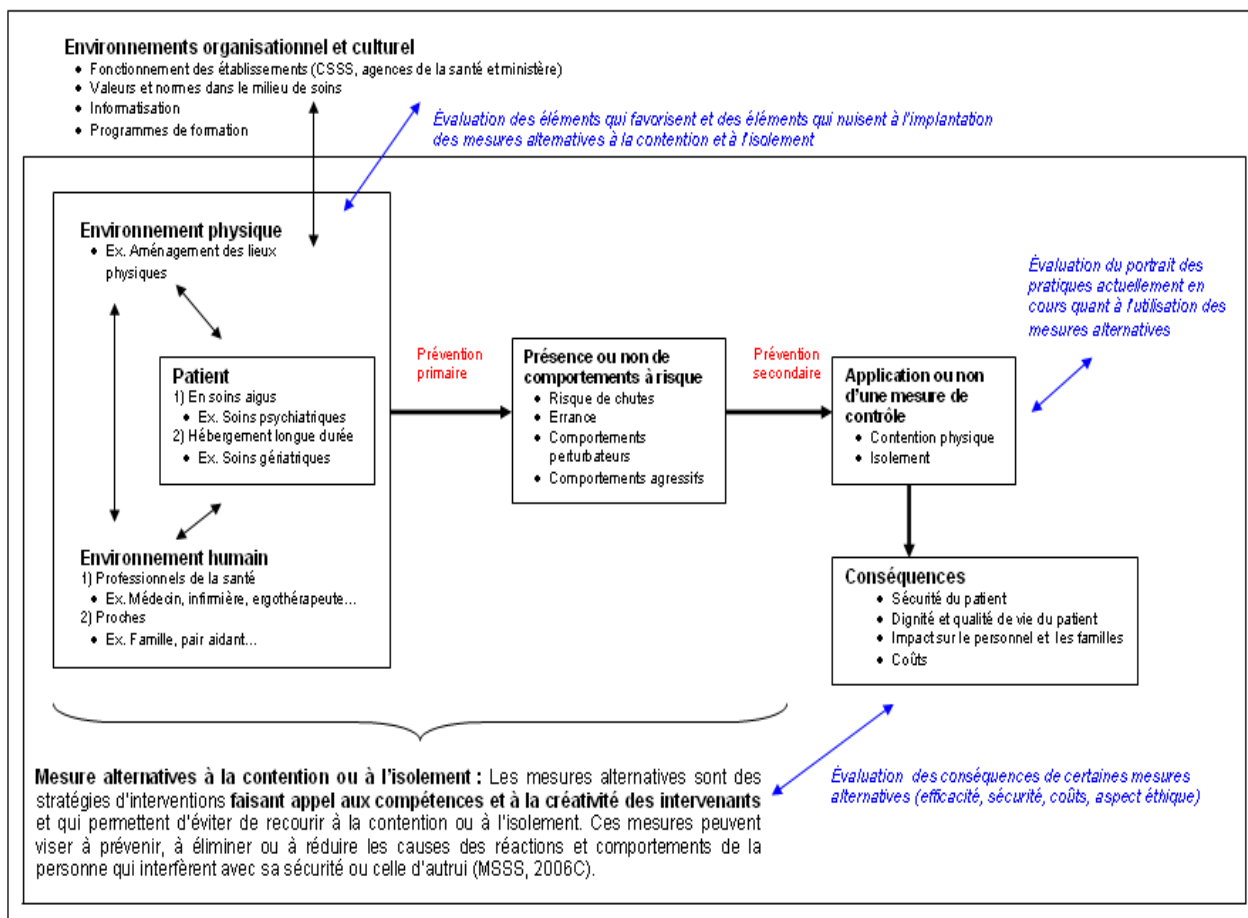 Environnements organisationnel et culturel
• Fonctionnement des établissements (CSSS, agences de la santé et ministère)
• Valeurs et normes dans le milieu de soins
• Informatisation
• Programmes de formation
Évaluation des éléments qui favorisent et des éléments qui nuisent à l'implantation
des mesures alternatives à la contention et à l'isolement
Environnement physique
• Ex. Aménagement des lieux
physiques
Patient
1) En soins aigus
• Ex. Soins psychiatriques
2) Hébergement longue durée
• Ex. Soins gériatriques
Environnement humain
1) Professionnels de la santé
• Ex. Médecin, infirmière, ergothérapeute...
2) Proches
• Ex. Famille, pair aidant...
Prévention
primaire
Présence ou non de
comportements à risque
• Risque de chutes
• Errance
• Comportements
perturbateurs
• Comportements agressifs
Prévention
secondaire
Évaluation du portrait des
pratiques actuellement en
cours quant à l'utilisation des
mesures alternatives
Application ou non
d'une mesure de
contrôle
• Contention physique
• Isolement
Conséquences
• Sécurité du patient
• Dignité et qualité de vie du patient
• Impact sur le personnel et les familles
• Coûts
Mesure alternatives à la contention ou à l'isolement : Les mesures alternatives sont des
stratégies d'interventions faisant appel aux compétences et à la créativité des intervenants
et qui permettent d'éviter de recourir à la contention ou à l'isolement. Ces mesures peuvent
viser à prévenir, à éliminer ou à réduire les causes des réactions et comportements de la
personne qui interfèrent avec sa sécurité ou celle d'autrui (MSSS, 2006C).
Évaluation des conséquences de certaines mesures
alternatives (efficacité, sécurité, coûts, aspect éthique)